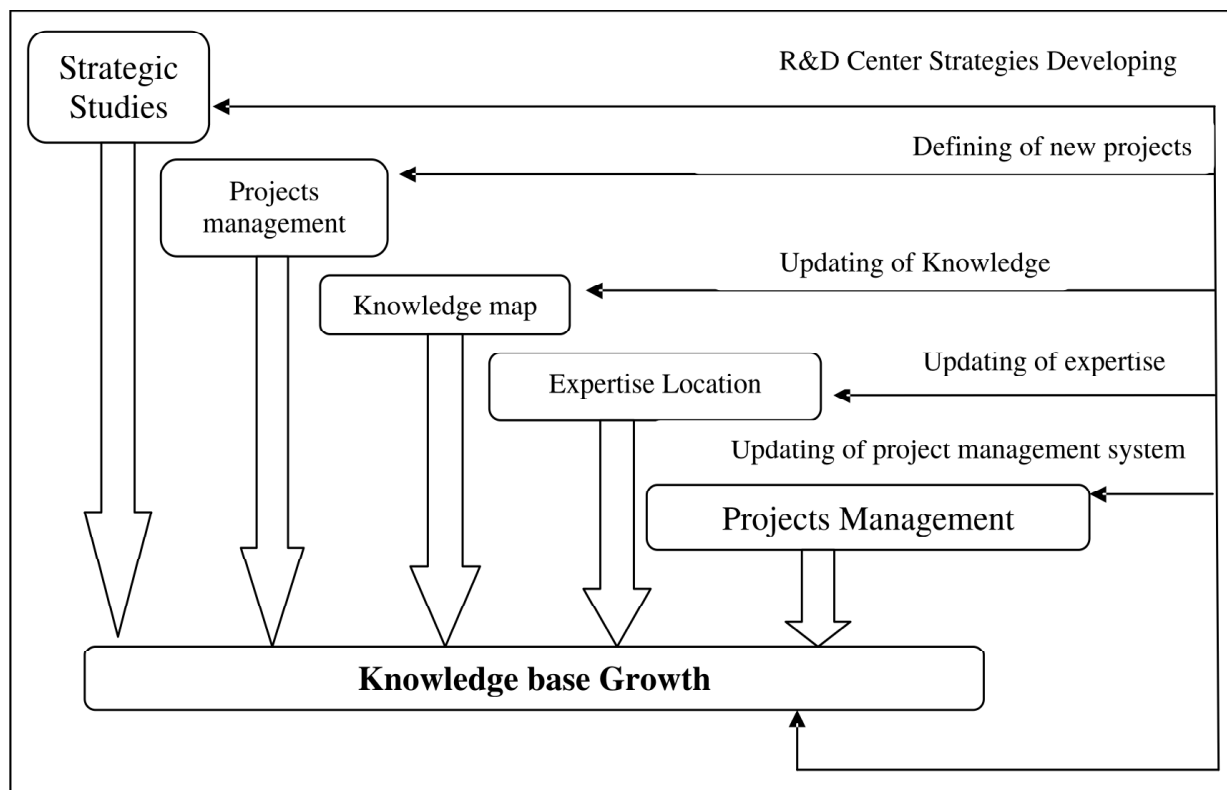 Strategic
Studies
R&D Center Strategies Developing
Defining of new projects
Projects
management
Updating of Knowledge
Knowledge map
Updating of expertise
Expertise Location
Updating of project management system
Projects Management
Knowledge base Growth